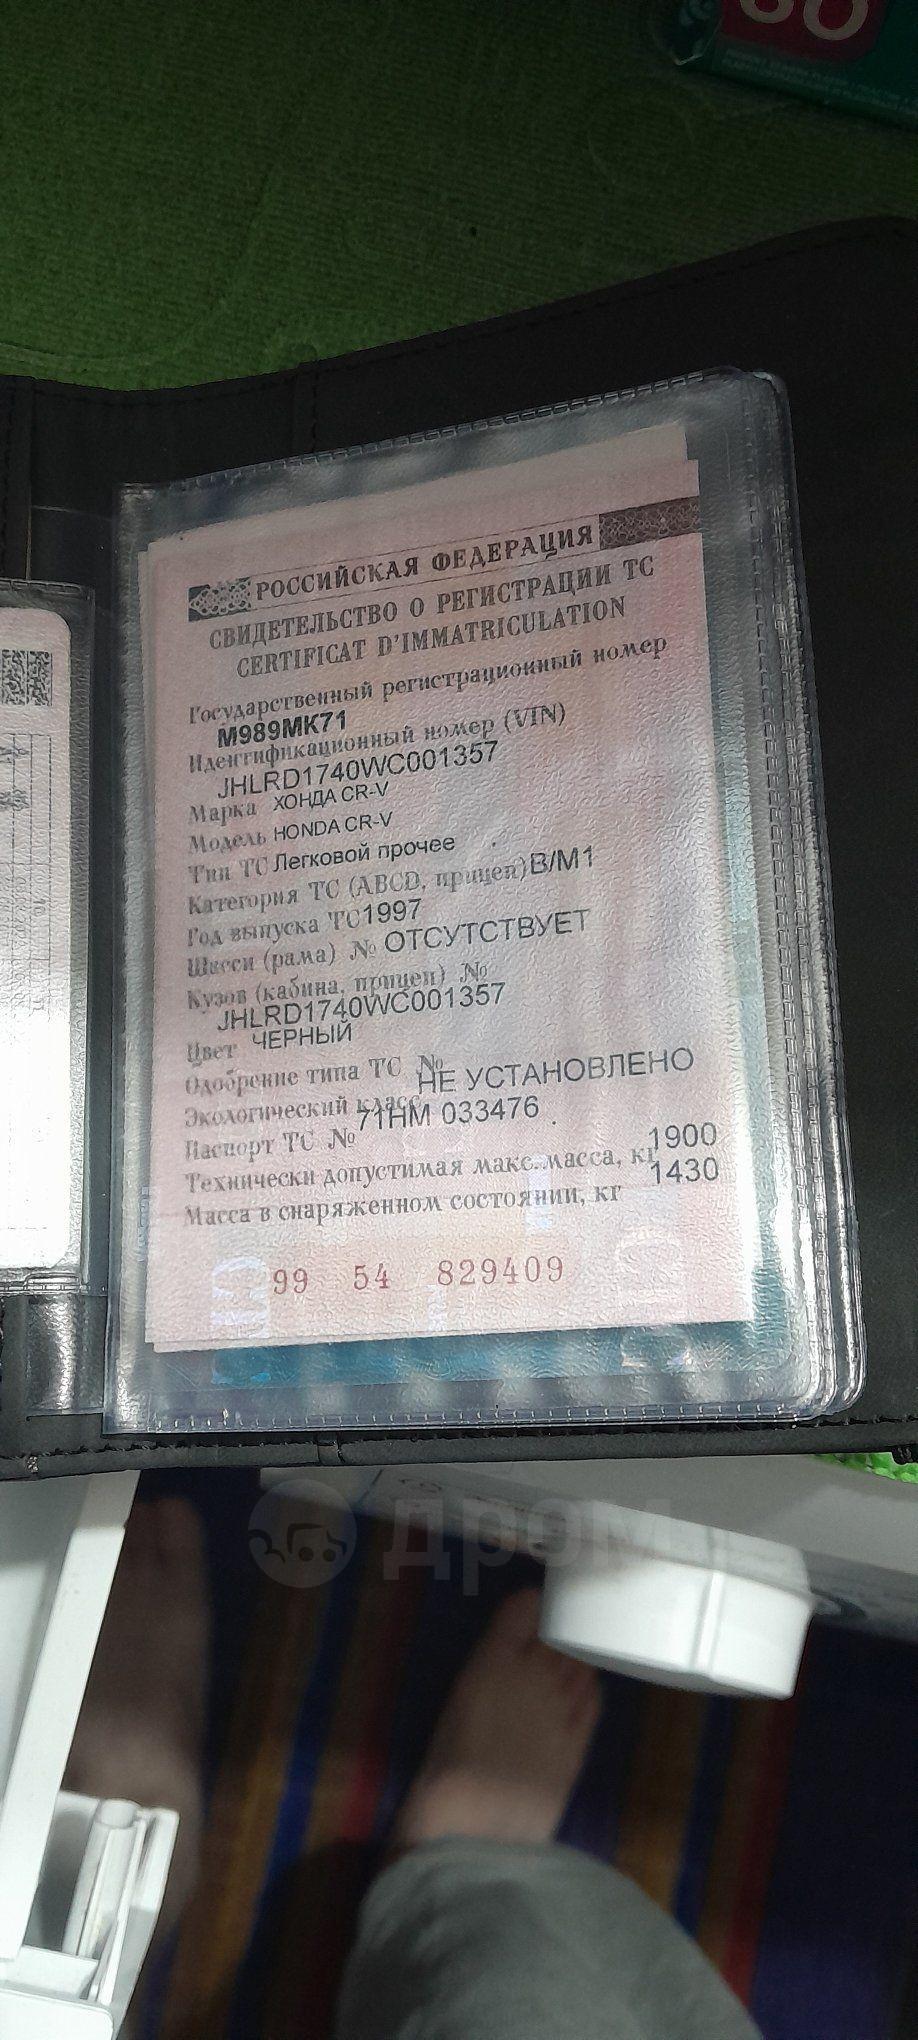 РОССИЙСКАЯ ФЕДЕРАЦИЯ
СВИДЕТЕЛЬСТВО О РЕГИСТРАЦИИ ТС
CERTIFICAT D'IMMATRICULATION
Государственный регистрационный номер
М989МК71
Идентификационный номер (VIN)
JHLRD1740WC001357
Марка ХОНДА CR-V
Модель HONDA CR-V
Тип ТС Легковой прочее
Категория ТС (ABCD, прицеп) B/M1
Год выпуска ТС 1997
Шасси (рама) № ОТСУТСТВУЕТ
Кузов (кабина, прицеп) №
JHLRD1740WC001357
Цвет ЧЕРНЫЙ
Одобрение типа ТС №
Экологический класс НЕ УСТАНОВЛЕНО
Паспорт ТС № 71НМ 033476
Технически допустимая макс. масса, кг 1900
Масса в снаряженном состоянии, кг 1430
99 54 829409
дром